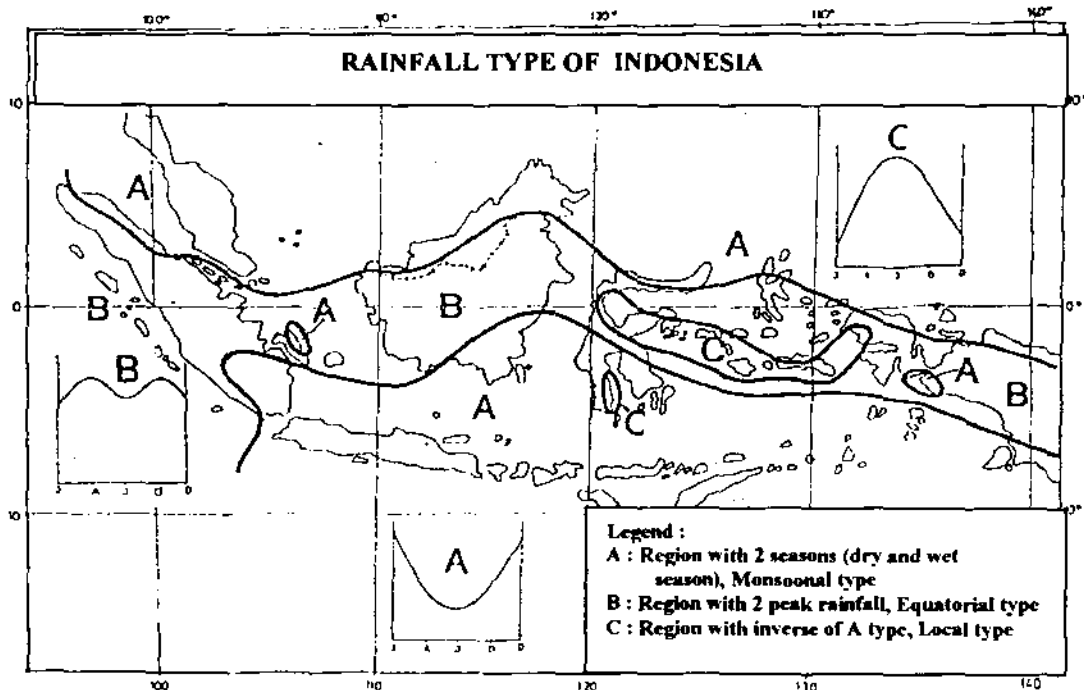 RAINFALL TYPE OF INDONESIA
10
C
A
A
0°
0°
B
A
B
C
A
B
A
B
C
A
10
A
Legend :
A : Region with 2 seasons (dry and wet
season), Monsoonal type
B : Region with 2 peak rainfall, Equatorial type
C : Region with inverse of A type, Local type
100
120
140